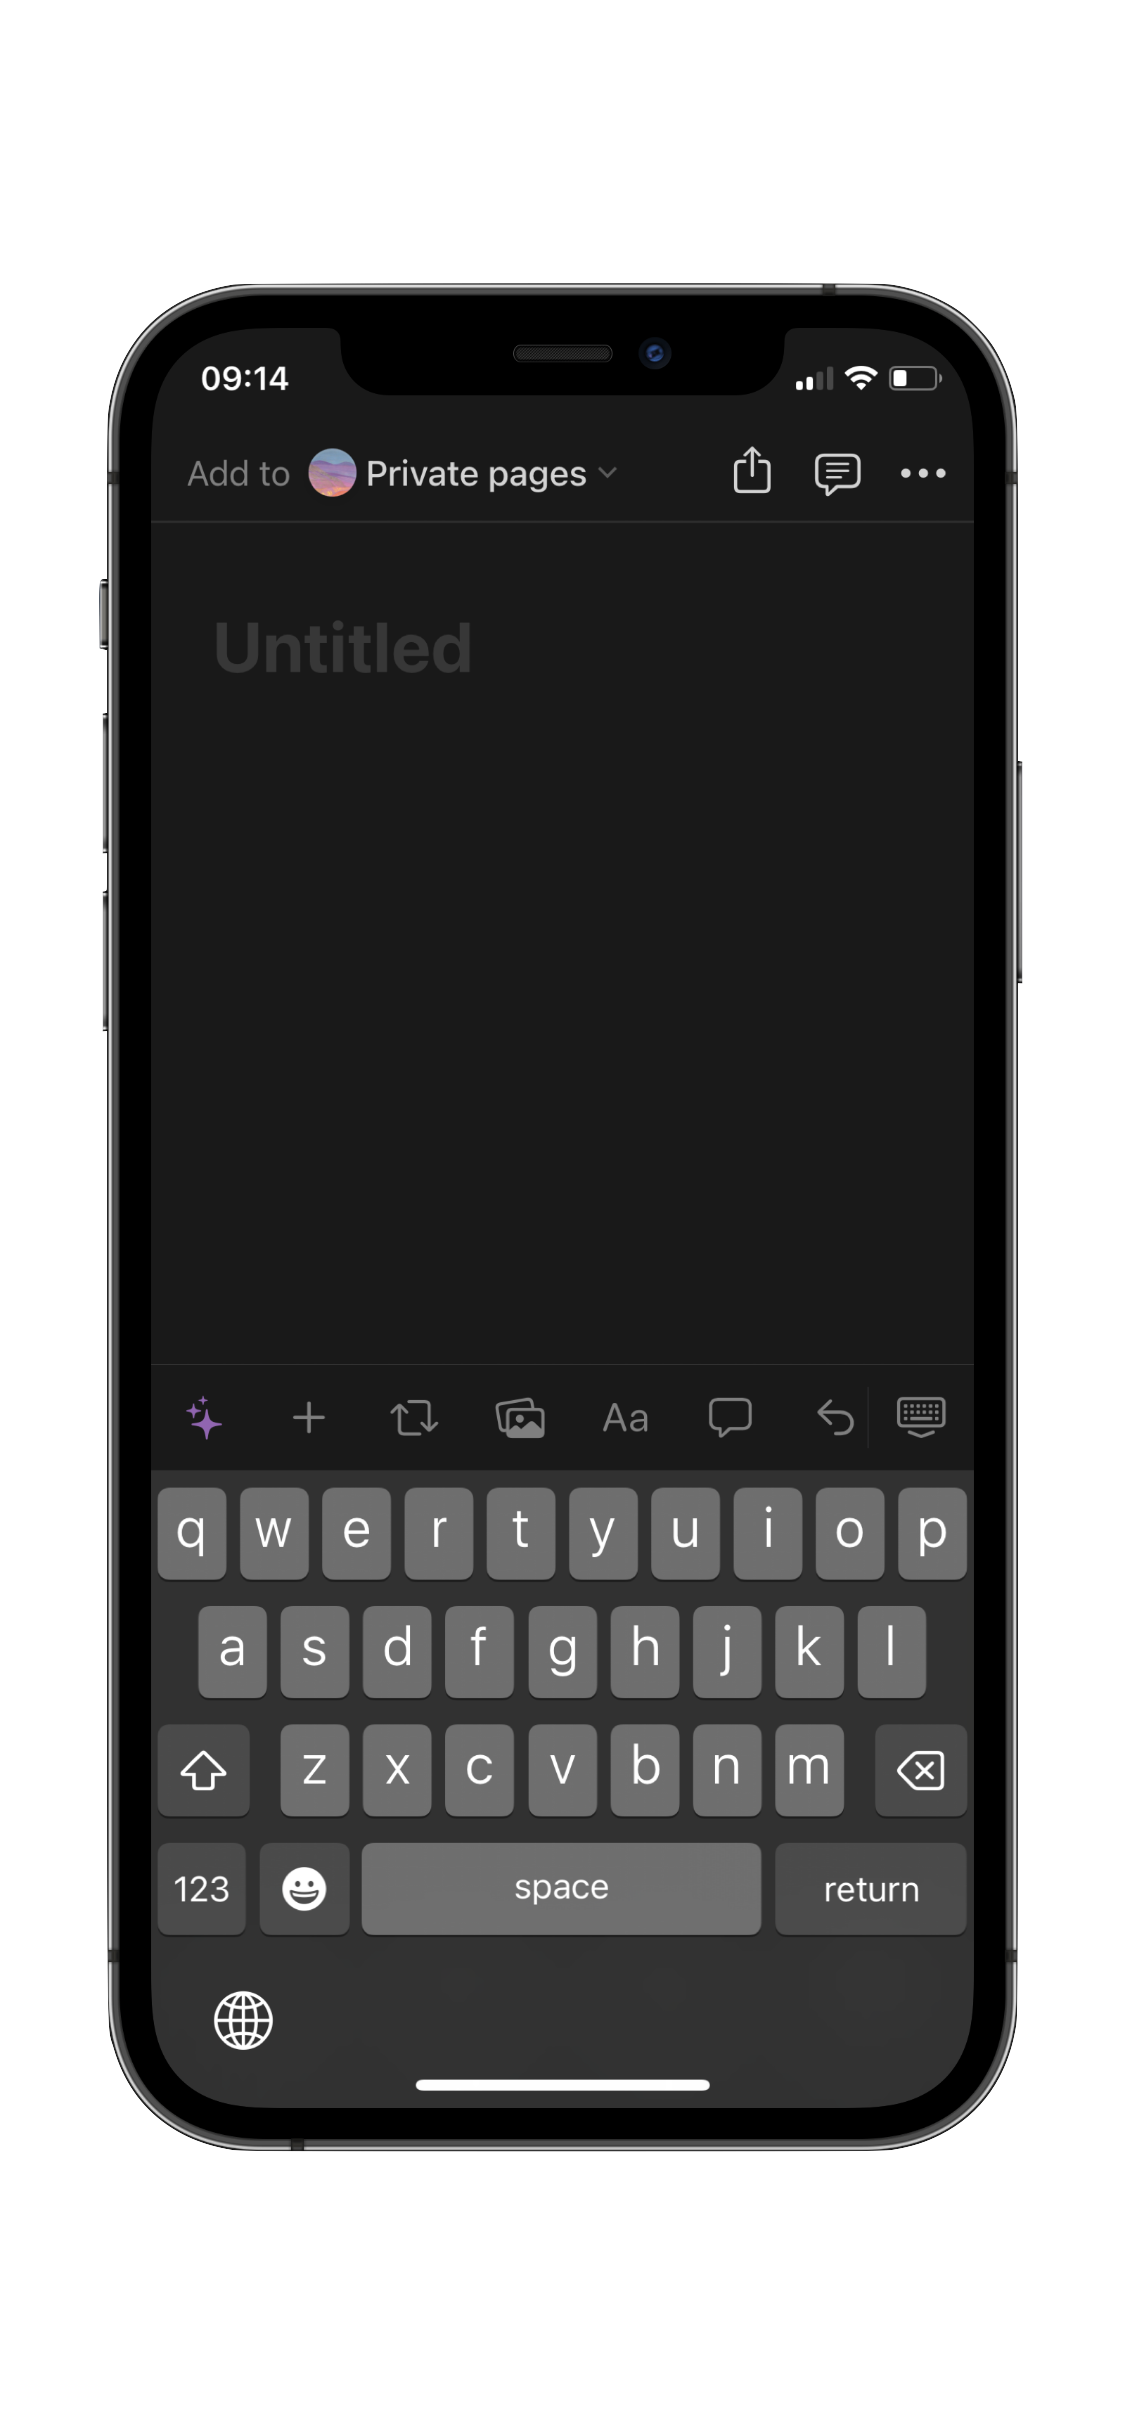 09:14
Add to Private pages
Untitled
Aa
q w e r t y u i o p
a s d f g h j k l
z x c v b n m
123 space return